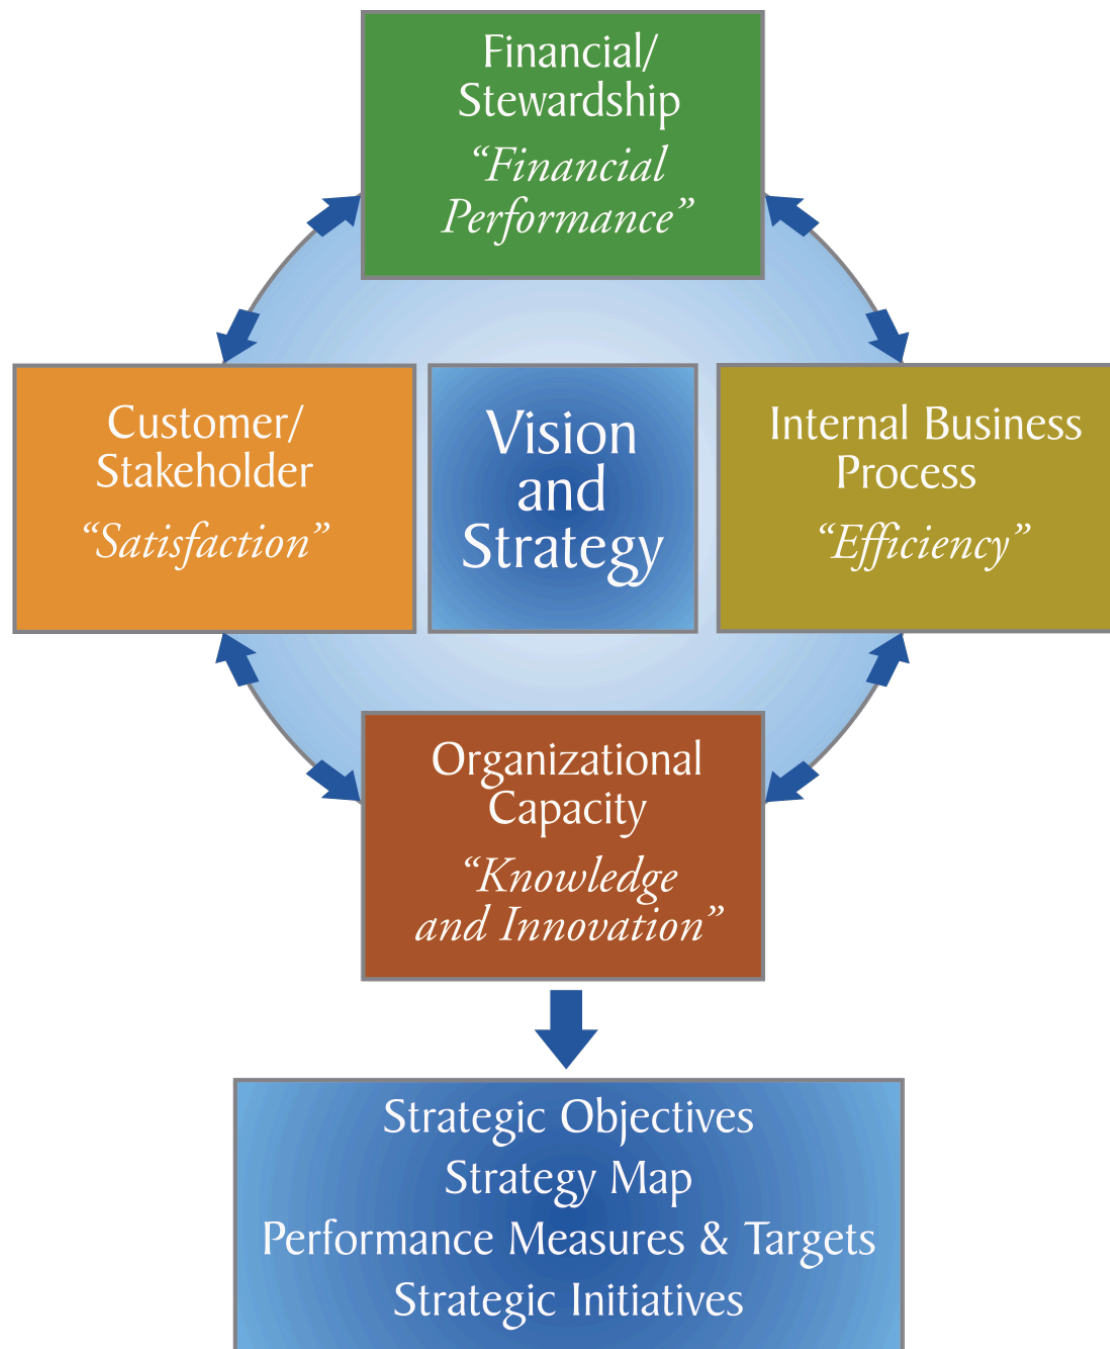 Financial/
Stewardship
“Financial
Performance”
Customer/
Stakeholder
“Satisfaction”
Vision
and
Strategy
Internal Business
Process
“Efficiency”
Organizational
Capacity
“Knowledge
and Innovation”
Strategic Objectives
Strategy Map
Performance Measures & Targets
Strategic Initiatives